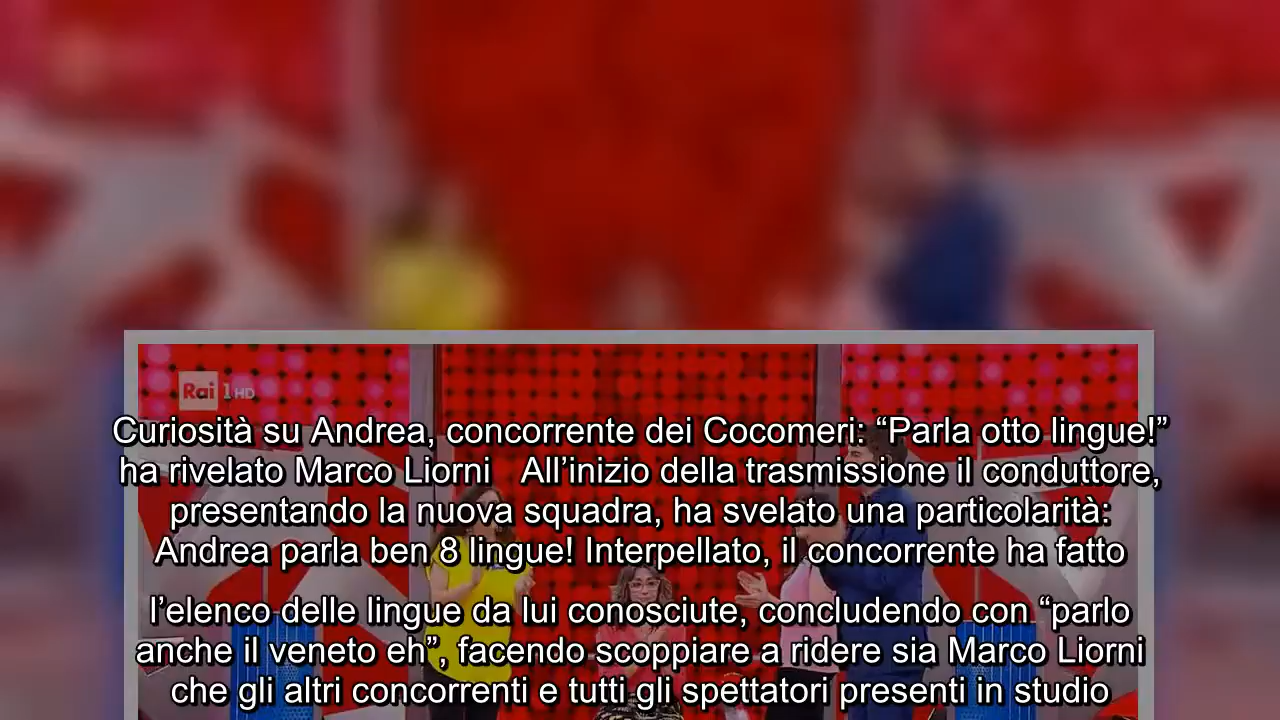 Rai 1 HD
Curiosità su Andrea, concorrente dei Cocomeri: “Parla otto lingue!”
ha rivelato Marco Liorni All’inizio della trasmissione il conduttore,
presentando la nuova squadra, ha svelato una particolarità:
Andrea parla ben 8 lingue! Interpellato, il concorrente ha fatto
l’elenco delle lingue da lui conosciute, concludendo con “parlo
anche il veneto eh”, facendo scoppiare a ridere sia Marco Liorni
che gli altri concorrenti e tutti gli spettatori presenti in studio